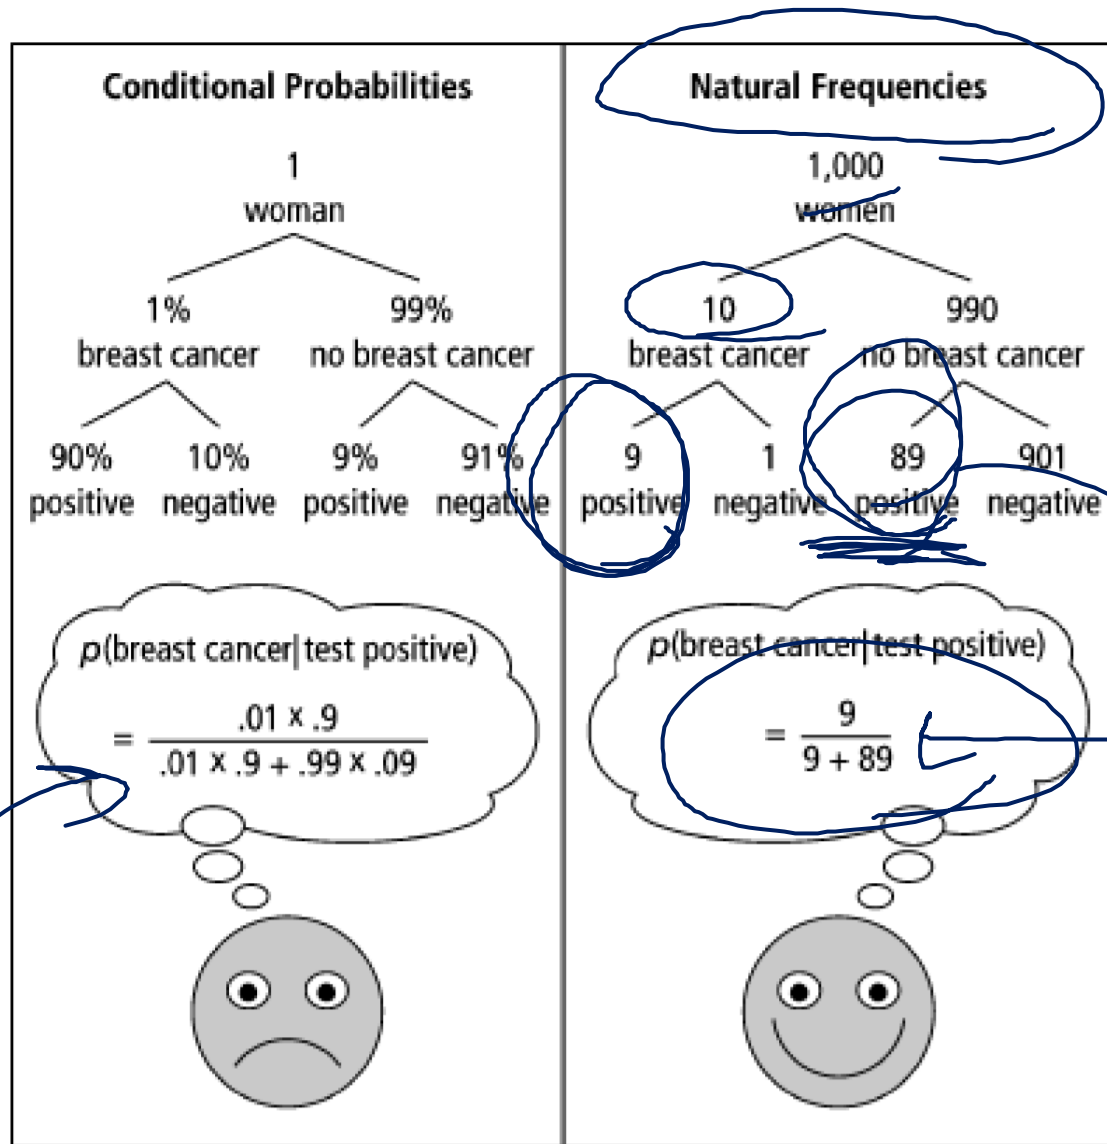 Conditional Probabilities
1
woman
1% 99%
breast cancer no breast cancer
90% 10% 9% 91%
positive negative positive negative
p(breast cancer|test positive)
= .01 x .9
.01 x .9 + .99 x .09
Natural Frequencies
1,000
women
10 990
breast cancer no breast cancer
9 1 89 901
positive negative positive negative
p(breast cancer|test positive)
= 9
9 + 89